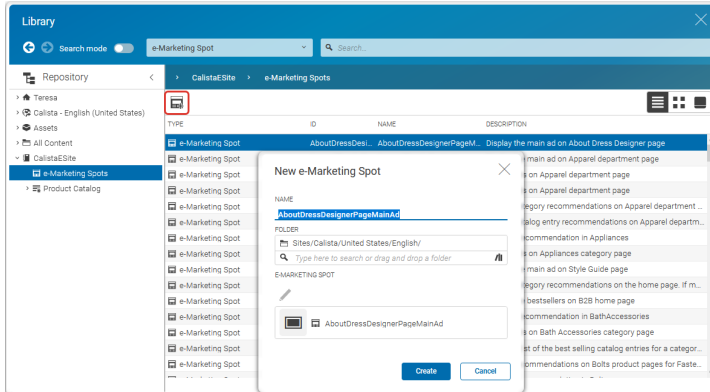 Library
Search mode
e-Marketing Spot
Search...
Repository
CalistaESite
e-Marketing Spots
Teresa
Calista - English (United States)
Assets
All Content
CalistaESite
e-Marketing Spots
Product Catalog
TYPE ID NAME DESCRIPTION
e-Marketing Spot AboutDressDesi... AboutDressDesignerPageM... Display the main ad on About Dress Designer page
e-Marketing Spot main ad on Apparel department page
e-Marketing Spot on Apparel department page
e-Marketing Spot on Apparel department page
e-Marketing Spot recommendations on Apparel department ...
e-Marketing Spot entry recommendations on Apparel departm...
e-Marketing Spot in Appliances
e-Marketing Spot on Appliances category page
e-Marketing Spot main ad on Style Guide page
e-Marketing Spot recommendations on the home page. If m...
e-Marketing Spot bestsellers on B2B home page
e-Marketing Spot in BathAccessories
e-Marketing Spot on Bath Accessories category page
e-Marketing Spot of the best selling catalog entries for a categor...
e-Marketing Spot on Bolts product pages for Faste...
New e-Marketing Spot
NAME
AboutDressDesignerPageMainAd
FOLDER
Sites/Calista/United States/English/
Type here to search or drag and drop a folder
E-MARKETING SPOT
AboutDressDesignerPageMainAd
Create
Cancel